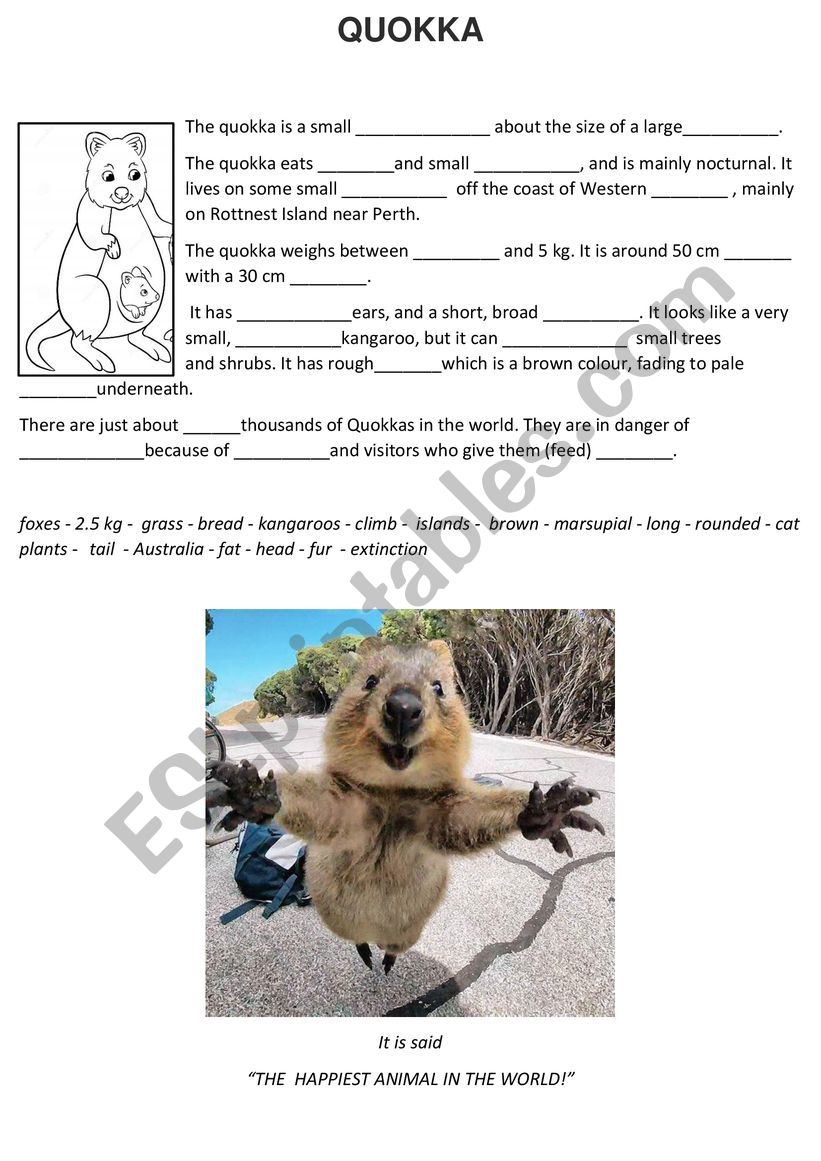 QUOKKA
The quokka is a small ______________ about the size of a large__________.
The quokka eats ________and small ___________, and is mainly nocturnal. It
lives on some small ___________ off the coast of Western ________ , mainly
on Rottnest Island near Perth.
The quokka weighs between _________ and 5 kg. It is around 50 cm _______
with a 30 cm ________.
It has ____________ears, and a short, broad __________. It looks like a very
small, ___________kangaroo, but it can _____________ small trees
and shrubs. It has rough_______which is a brown colour, fading to pale
________underneath.
There are just about ______thousands of Quokkas in the world. They are in danger of
_____________because of __________and visitors who give them (feed) ________.
foxes - 2.5 kg - grass - bread - kangaroos - climb - islands - brown - marsupial - long - rounded - cat
plants - tail - Australia - fat - head - fur - extinction
ESLprintables.com
It is said
“THE HAPPIEST ANIMAL IN THE WORLD!”